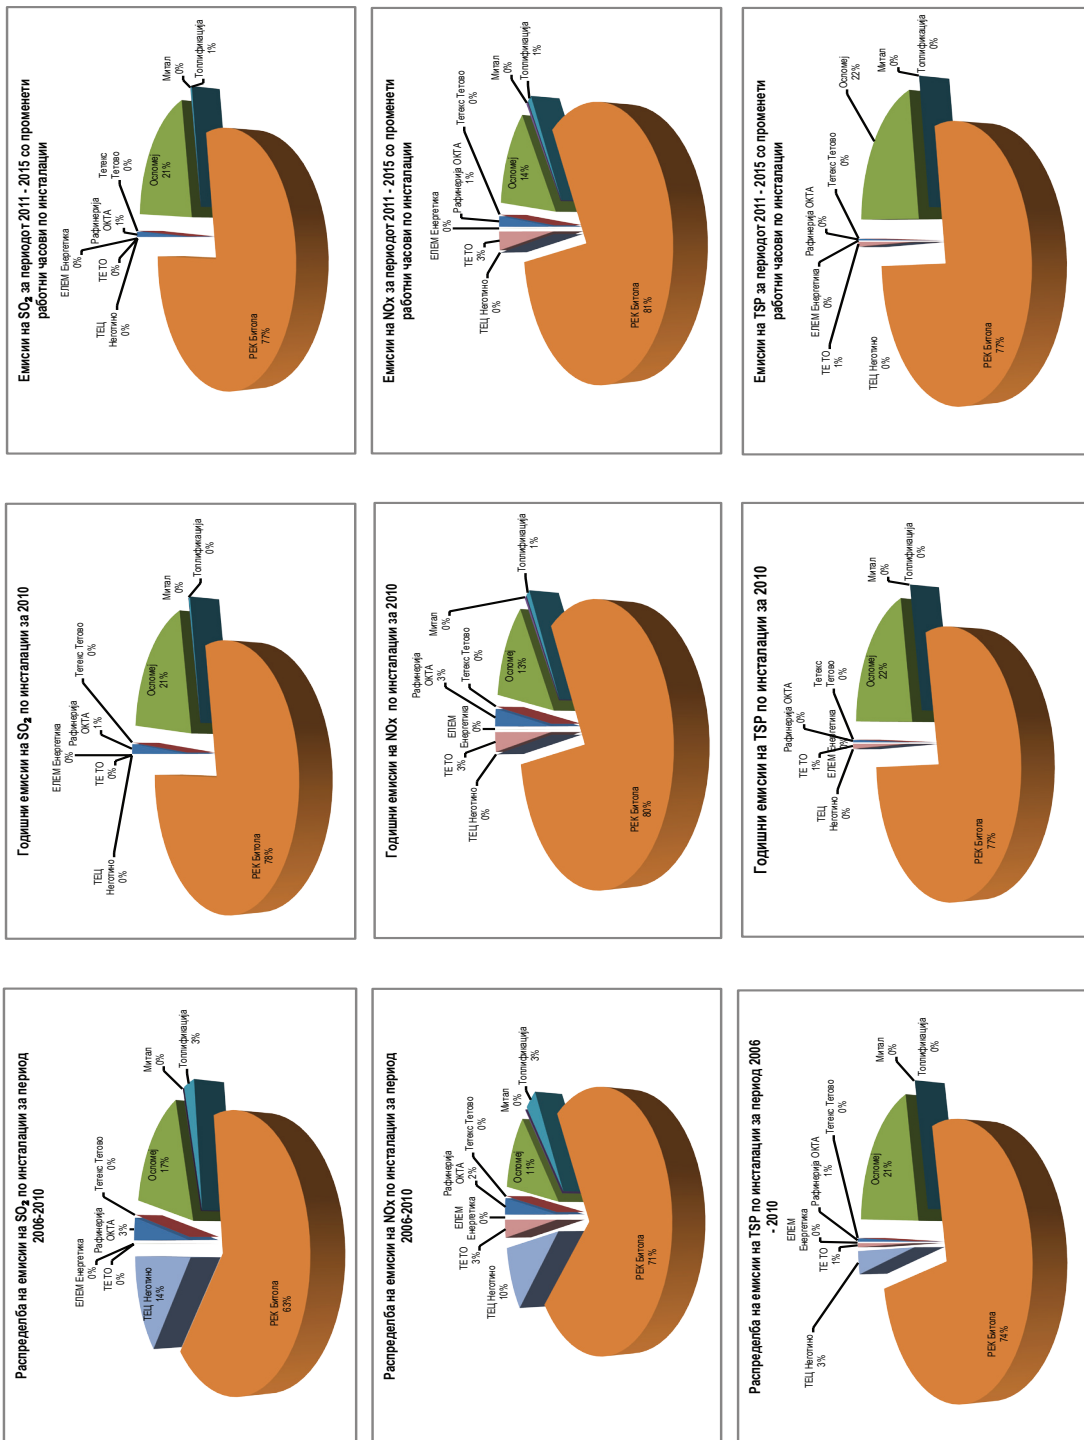 Распределба на емисии на SO₂ по инсталации за период
2006-2010
ЕЛЕМ Енергетика
0%
ТЕ ТО
0%
Рафинерија
ОКТА
3%
Тетекс Тетово
0%
ТЕЦ Неготино
14%
Осломеј
17%
Митал
0%
Топлификација
3%
РЕК Битола
63%
Годишни емисии на SO₂ по инсталации за 2010
ЕЛЕМ Енергетика
0%
Рафинерија
ОКТА
1%
Тетекс Тетово
0%
ТЕ ТО
0%
ТЕЦ
Неготино
0%
Осломеј
21%
Митал
0%
Топлификација
0%
РЕК Битола
78%
Емисии на SO₂ за периодот 2011 - 2015 со променети
работни часови по инсталации
ЕЛЕМ Енергетика
0%
Рафинерија
ОКТА
1%
Тетекс
Тетово
0%
ТЕ ТО
0%
ТЕЦ
Неготино
0%
Осломеј
21%
Митал
0%
Топлификација
1%
РЕК Битола
77%
Распределба на емисии на NOx по инсталации за период
2006-2010
ТЕ ТО
3%
ЕЛЕМ
Енергетика
0%
Рафинерија
ОКТА
2%
Тетекс Тетово
0%
ТЕЦ Неготино
10%
Осломеј
11%
Митал
0%
Топлификација
3%
РЕК Битола
71%
Годишни емисии на NOx по инсталации за 2010
Рафинерија
ОКТА
3%
Митал
0%
ТЕ ТО
3%
ЕЛЕМ
Енергетика
0%
Тетекс Тетово
0%
ТЕЦ Неготино
0%
Осломеј
13%
Топлификација
1%
РЕК Битола
80%
Емисии на NOx за периодот 2011 - 2015 со променети
работни часови по инсталации
ЕЛЕМ Енергетика
0%
Рафинерија ОКТА
1%
Тетекс Тетово
0%
ТЕ ТО
3%
ТЕЦ Неготино
0%
Осломеј
14%
Митал
0%
Топлификација
1%
РЕК Битола
81%
Распределба на емисии на TSP по инсталации за период 2006
- 2010
ЕЛЕМ
Енергетика
0%
Рафинерија ОКТА
1%
Тетекс Тетово
0%
ТЕ ТО
1%
ТЕЦ Неготино
3%
Осломеј
21%
Митал
0%
Топлификација
0%
РЕК Битола
74%
Годишни емисии на TSP по инсталации за 2010
Рафинерија ОКТА
0%
ТЕ ТО
1%
Тетекс
Тетово
0%
ЕЛЕМ Енергетика
0%
ТЕЦ
Неготино
0%
Осломеј
22%
Митал
0%
Топлификација
0%
РЕК Битола
77%
Емисии на TSP за периодот 2011 - 2015 со променети
работни часови по инсталации
Рафинерија ОКТА
0%
Тетекс Тетово
0%
ЕЛЕМ Енергетика
0%
ТЕ ТО
1%
ТЕЦ Неготино
0%
Осломеј
22%
Митал
0%
Топлификација
0%
РЕК Битола
77%